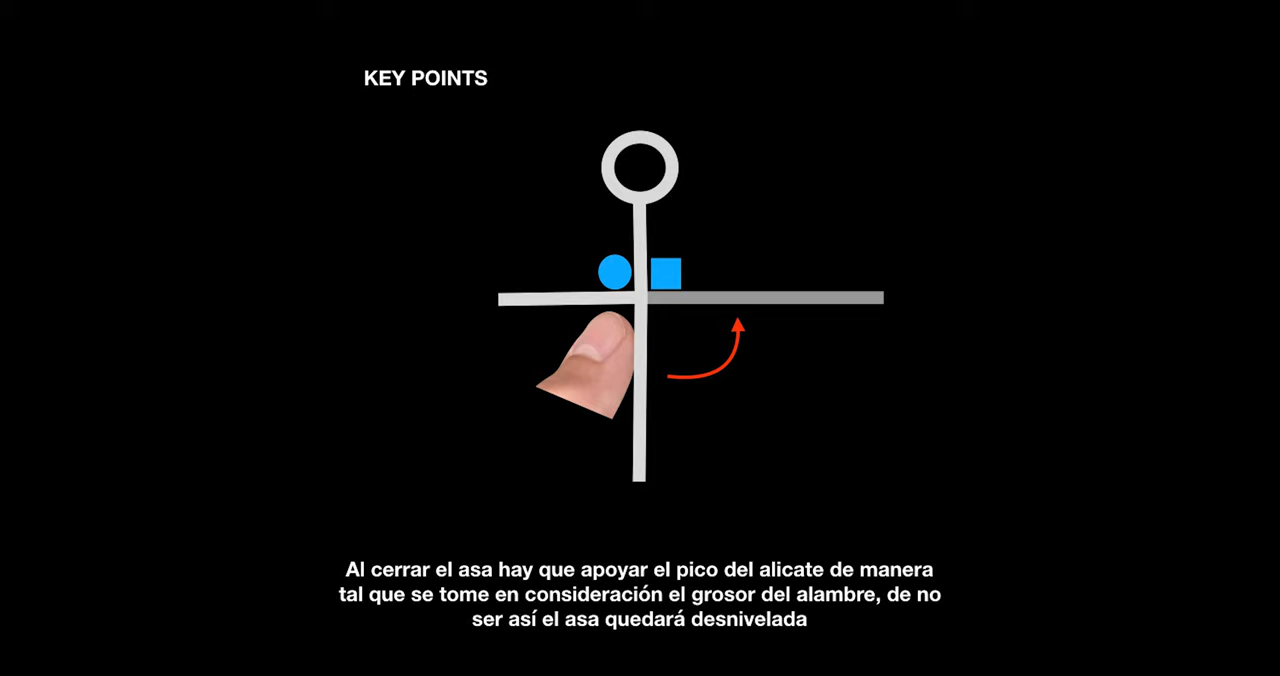 KEY POINTS
Al cerrar el asa hay que apoyar el pico del alicate de manera
tal que se tome en consideración el grosor del alambre, de no
ser así el asa quedará desnivelada